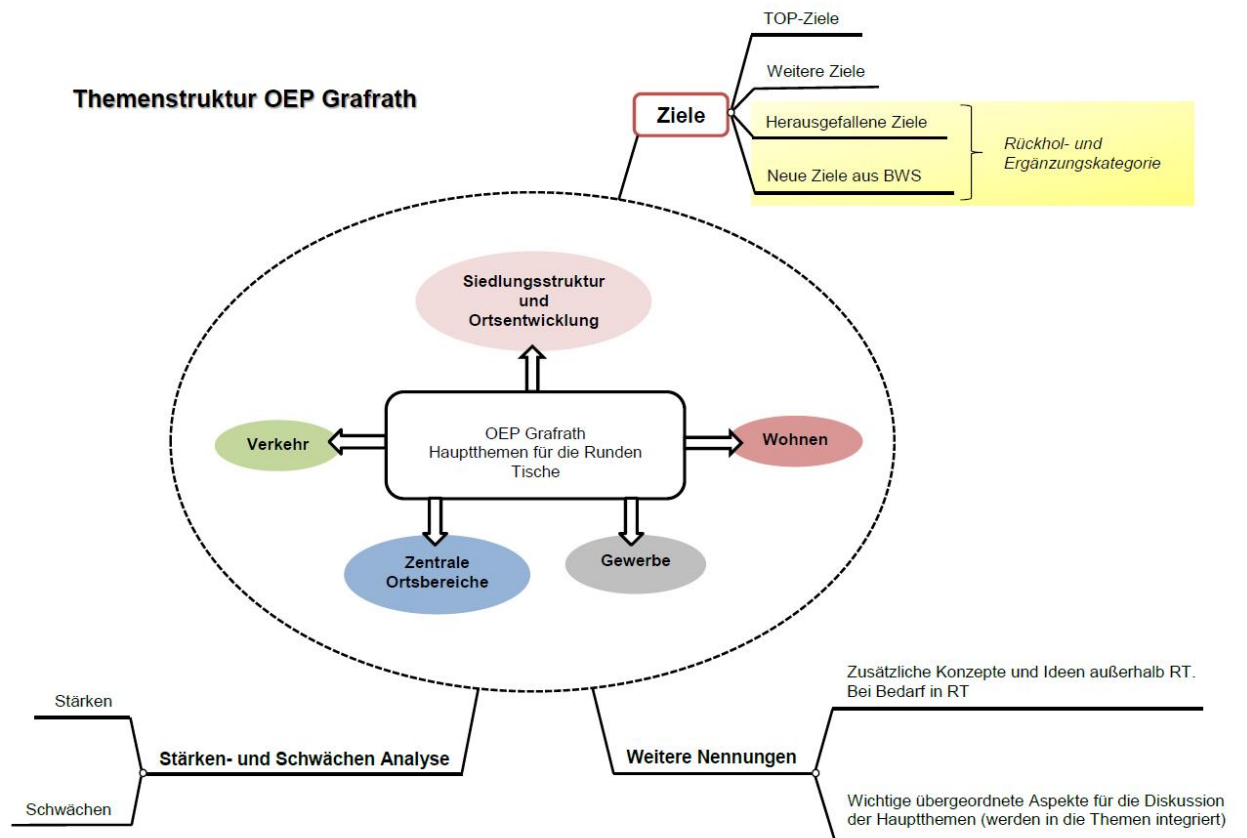 Themenstruktur OEP Grafrath
Ziele
TOP-Ziele
Weitere Ziele
Herausgefallene Ziele
Neue Ziele aus BWS
Rückhol- und
Ergänzungskategorie
Siedlungsstruktur
und
Ortsentwicklung
Verkehr
OEP Grafrath
Hauptthemen für die Runden
Tische
Wohnen
Zentrale
Ortsbereiche
Gewerbe
Stärken
Stärken- und Schwächen Analyse
Schwächen
Weitere Nennungen
Zusätzliche Konzepte und Ideen außerhalb RT.
Bei Bedarf in RT
Wichtige übergeordnete Aspekte für die Diskussion
der Hauptthemen (werden in die Themen integriert)